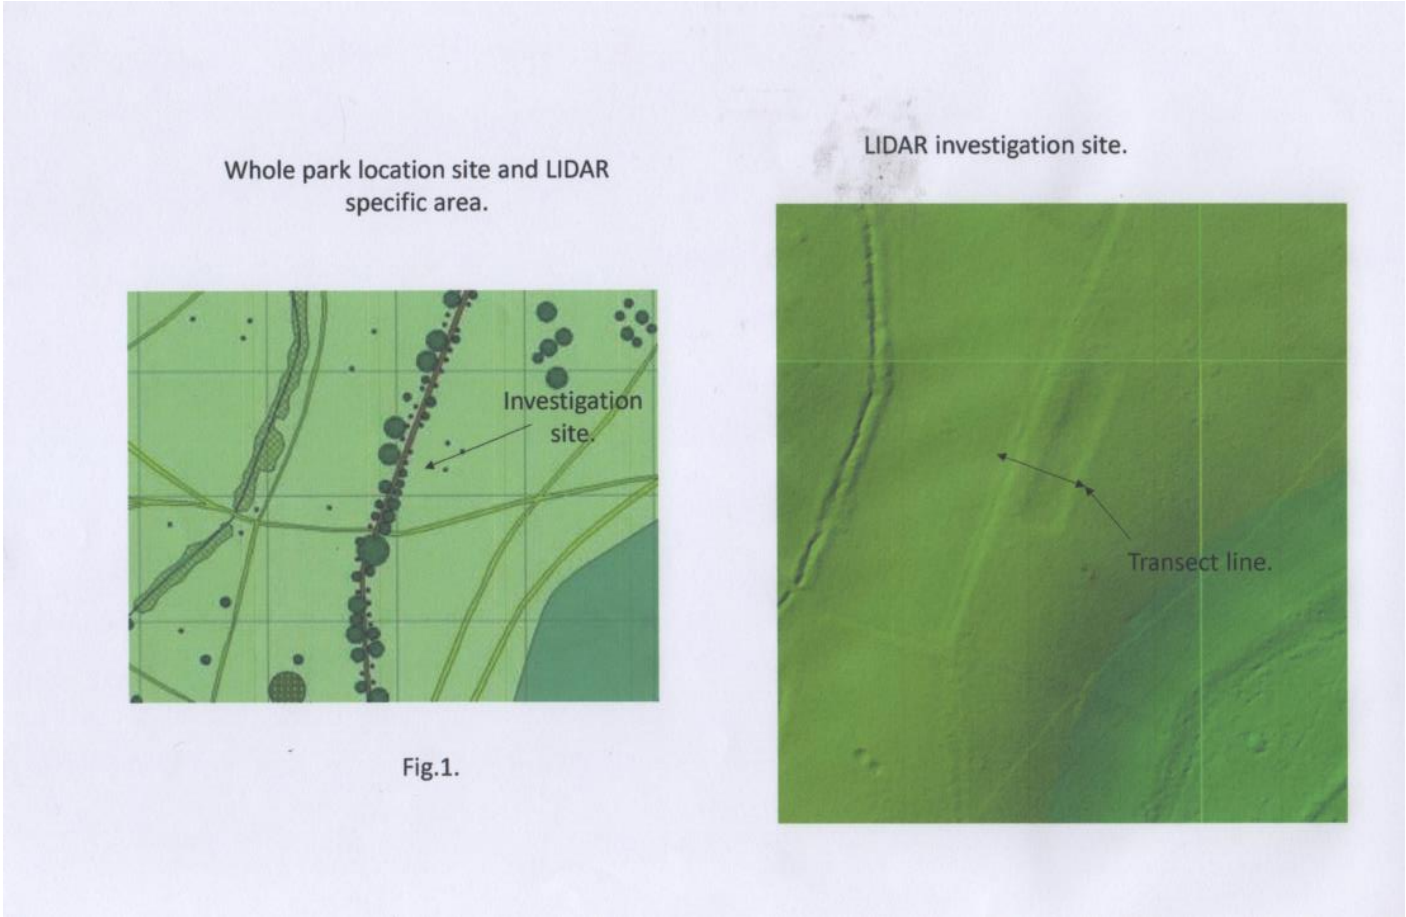 Whole park location site and LIDAR
specific area.
Investigation
site.
Fig.1.
LIDAR investigation site.
Transect line.